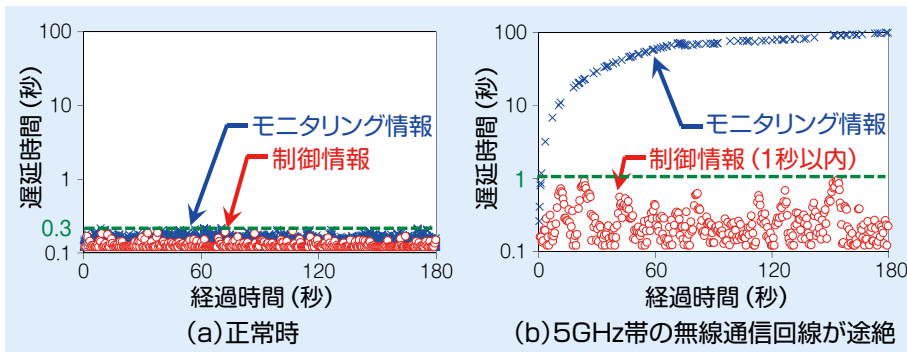 100
10
1
0.3
0.1
遅延時間(秒)
モニタリング情報
制御情報
0
60
120
180
経過時間(秒)
(a)正常時
100
10
1
0.1
遅延時間(秒)
モニタリング情報
制御情報(1秒以内)
0
60
120
180
経過時間(秒)
(b)5GHz帯の無線通信回線が途絶